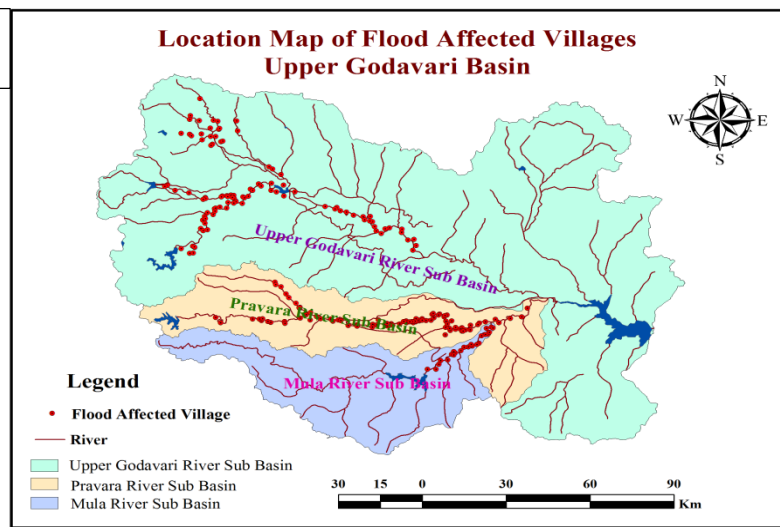 Location Map of Flood Affected Villages
Upper Godavari Basin
N
W E
S
Upper Godavari River Sub Basin
Pravara River Sub Basin
Mula River Sub Basin
Legend
Flood Affected Village
River
Upper Godavari River Sub Basin
Pravara River Sub Basin
Mula River Sub Basin
30 15 0 30 60 90
Km